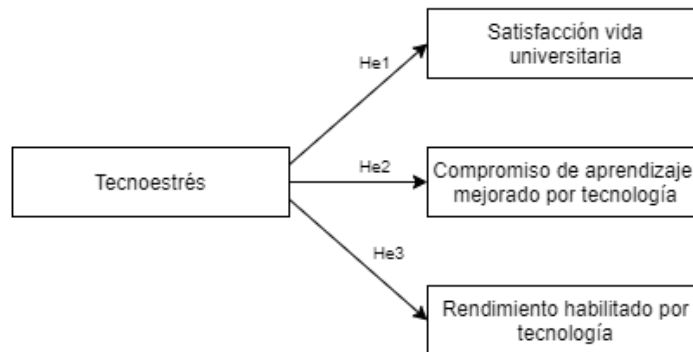 Satisfacción vida
universitaria
He1
Tecnoestrés
He2
Compromiso de aprendizaje
mejorado por tecnología
He3
Rendimiento habilitado por
tecnología